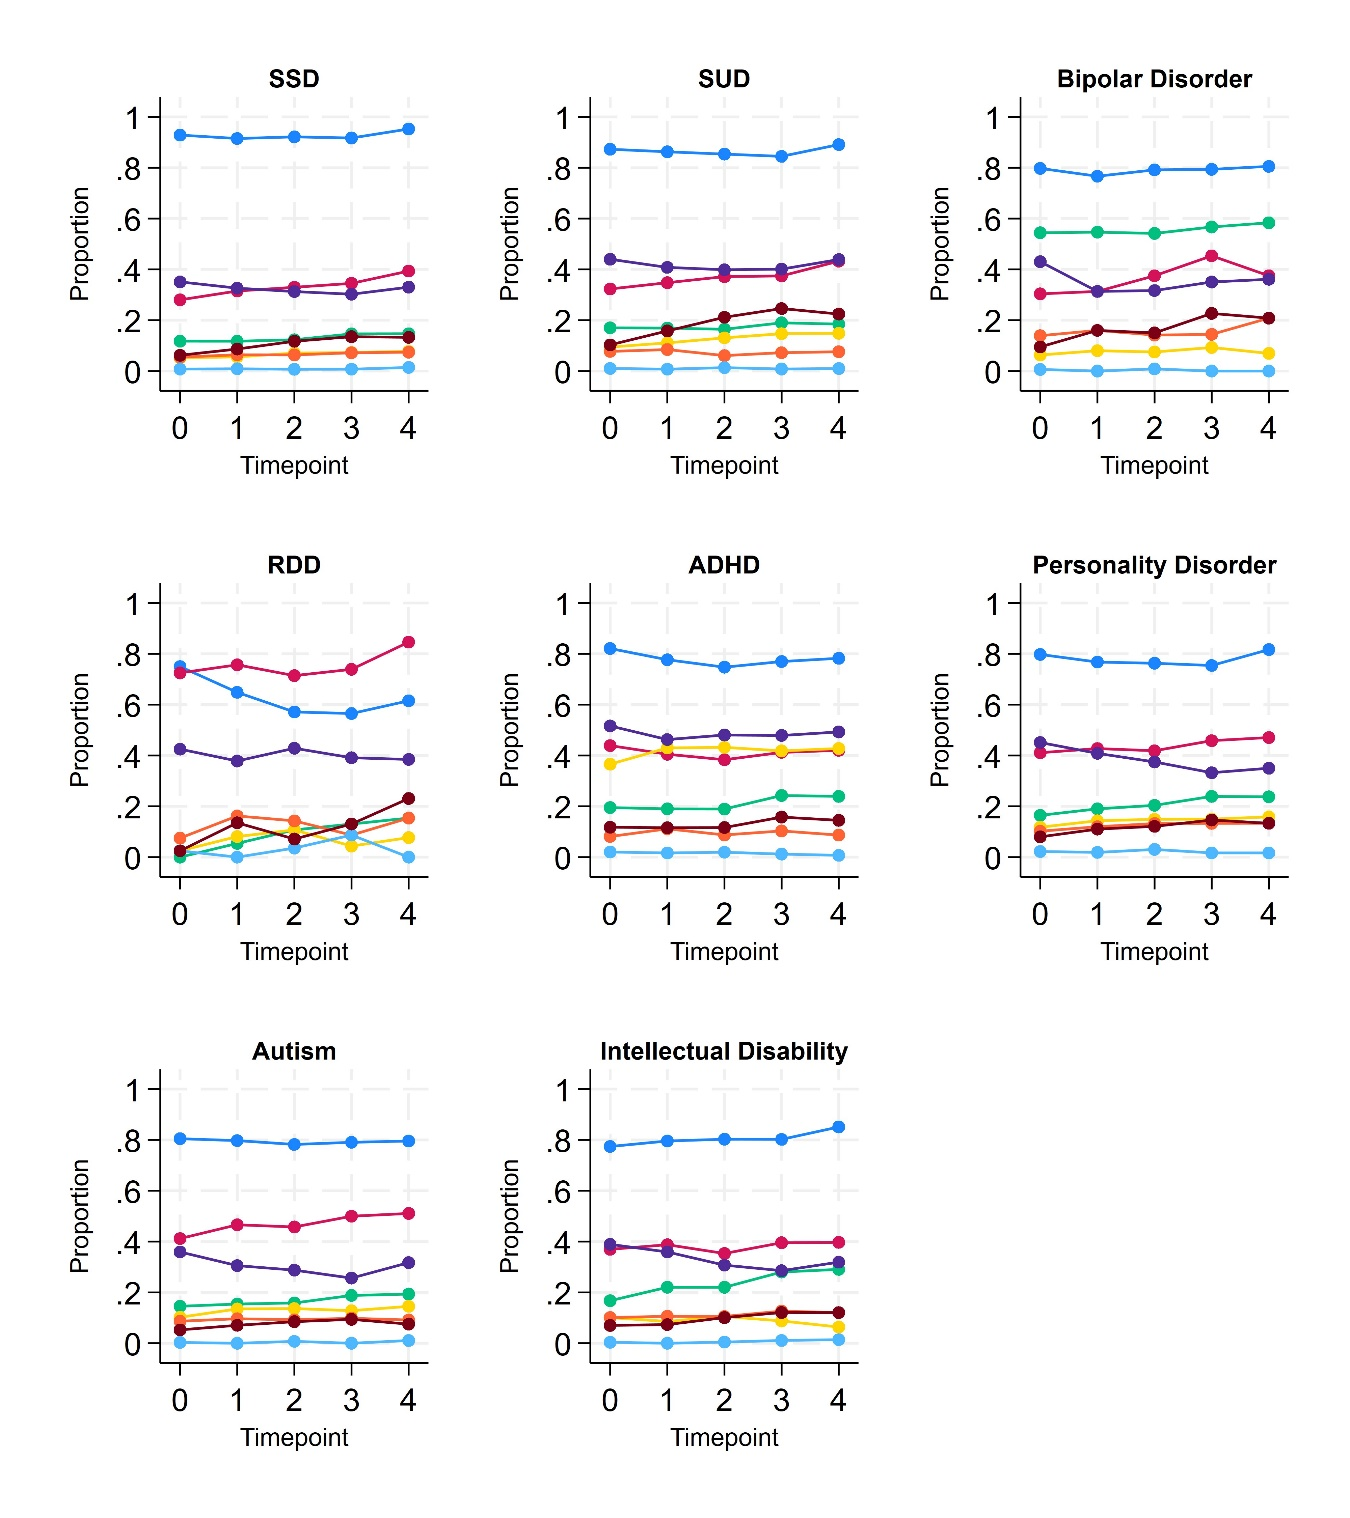 SSD
SUD
Bipolar Disorder
1
.8
.6
.4
.2
0
Proportion
0 1 2 3 4
Timepoint
1
.8
.6
.4
.2
0
Proportion
0 1 2 3 4
Timepoint
1
.8
.6
.4
.2
0
Proportion
0 1 2 3 4
Timepoint
RDD
ADHD
Personality Disorder
1
.8
.6
.4
.2
0
Proportion
0 1 2 3 4
Timepoint
1
.8
.6
.4
.2
0
Proportion
0 1 2 3 4
Timepoint
1
.8
.6
.4
.2
0
Proportion
0 1 2 3 4
Timepoint
Autism
Intellectual Disability
1
.8
.6
.4
.2
0
Proportion
0 1 2 3 4
Timepoint
1
.8
.6
.4
.2
0
Proportion
0 1 2 3 4
Timepoint